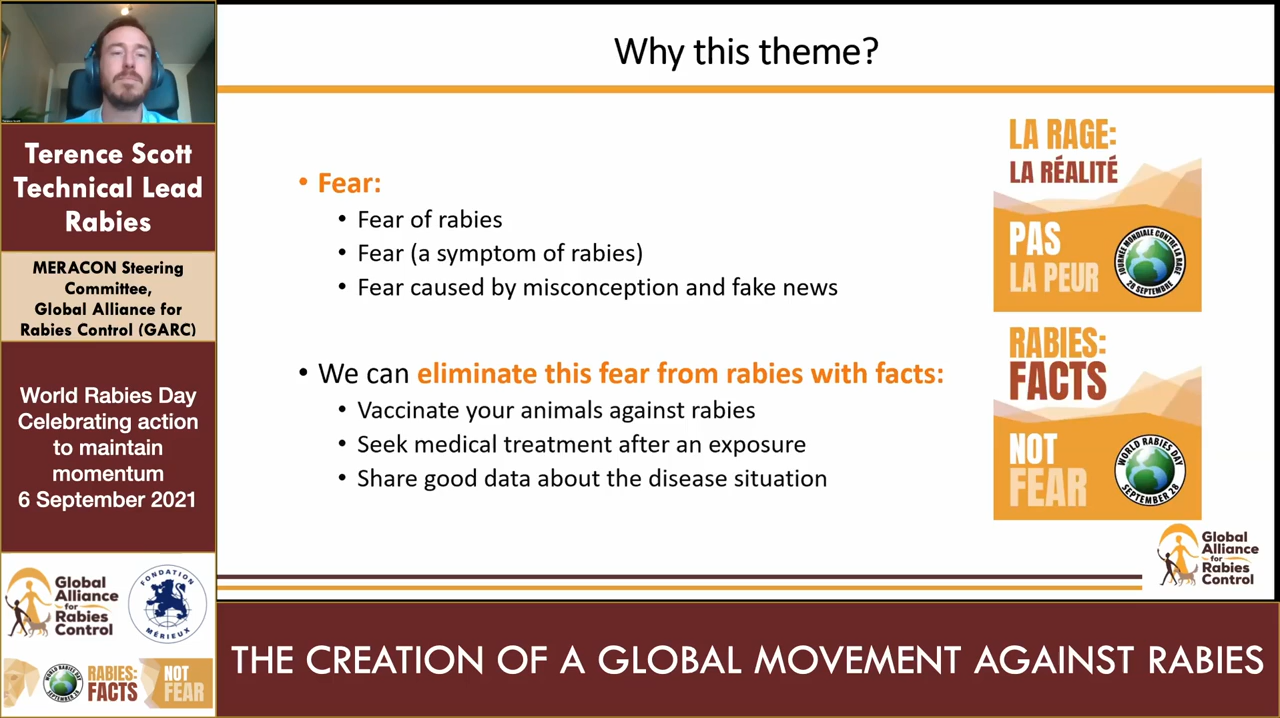 Terence Scott
Technical Lead
Rabies
MERACON Steering
Committee,
Global Alliance for
Rabies Control (GARC)
World Rabies Day
Celebrating action
to maintain
momentum
6 September 2021
Global
Alliance
for
Rabies
Control
FONDATION
MÉRIEUX
WORLD RABIES DAY
SEPTEMBER 28
RABIES:
FACTS
NOT
FEAR
Why this theme?
• Fear:
• Fear of rabies
• Fear (a symptom of rabies)
• Fear caused by misconception and fake news
• We can eliminate this fear from rabies with facts:
• Vaccinate your animals against rabies
• Seek medical treatment after an exposure
• Share good data about the disease situation
LA RAGE:
LA RÉALITÉ
PAS
LA PEUR
JOURNÉE MONDIALE CONTRE LA RAGE
28 SEPTEMBRE
RABIES:
FACTS
NOT
FEAR
WORLD RABIES DAY
SEPTEMBER 28
Global
Alliance
for
Rabies
Control
THE CREATION OF A GLOBAL MOVEMENT AGAINST RABIES